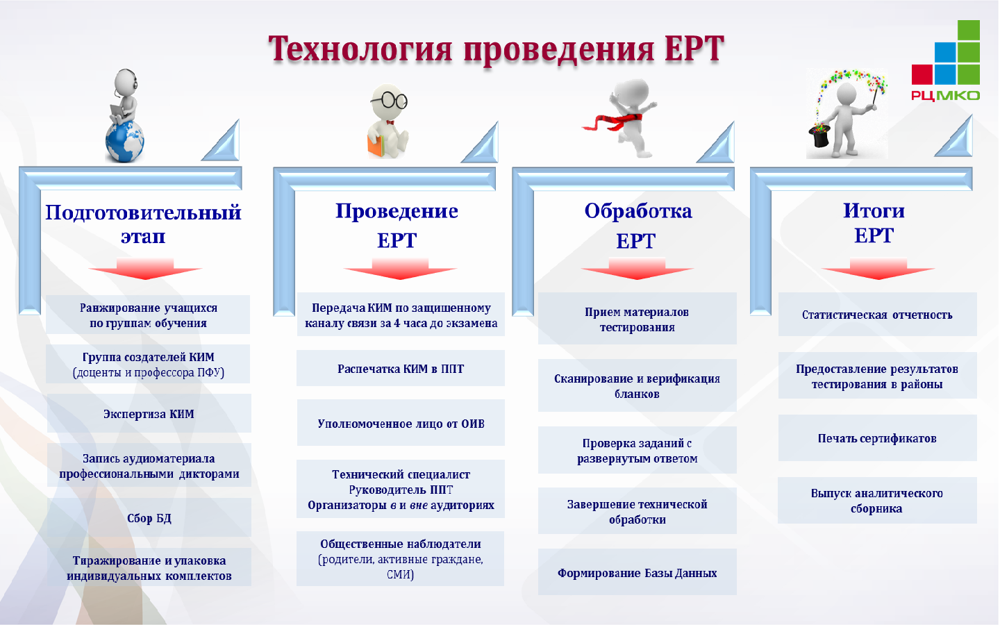 Технология проведения ЕРТ
РЦМКО
Подготовительный
этап
Ранжирование учащихся
по группам обучения
Группа создателей КИМ
(доценты и профессора ПФУ)
Экспертиза КИМ
Запись аудиоматериала
профессиональными дикторами
Сбор БД
Тиражирование и упаковка
индивидуальных комплектов
Проведение
ЕРТ
Передача КИМ по защишенному
каналу связи за 4 часа до экзамена
Распечатка КИМ в ППТ
Уполномоченное лицо от ОИВ
Технический специалист
Руководитель ППТ
Организаторы в и вне аудиториях
Общественные наблюдатели
(родители, активные граждане,
СМИ)
Обработка
ЕРТ
Прием материалов
тестирования
Сканирование и верификация
бланков
Проверка заданий с
развернутым ответом
Завершение технической
обработки
Формирование Базы Данных
Итоги
ЕРТ
Статистическая отчетность
Предоставление результатов
тестирования в районы
Печать сертификатов
Выпуск аналитического
сборника